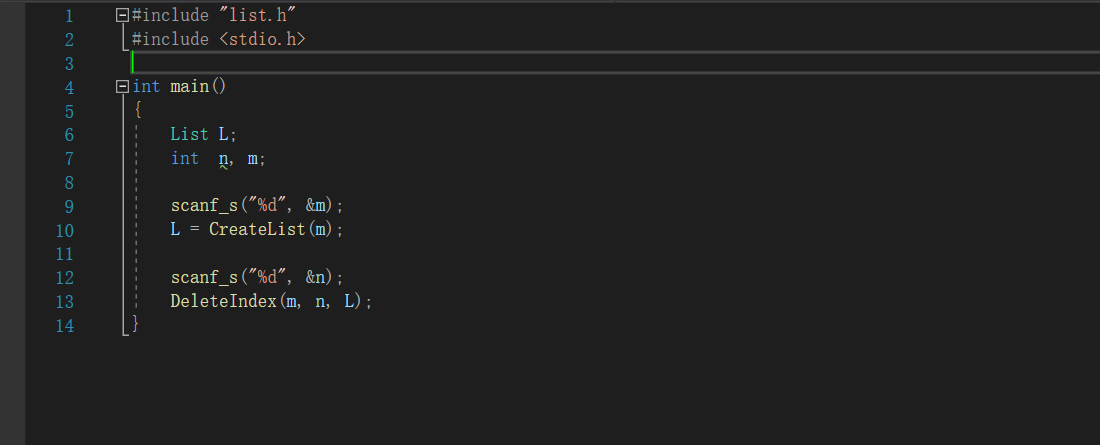 1 #include "list.h"
2 #include <stdio.h>
3
4 int main()
5 {
6 List L;
7 int  n, m;
8
9 scanf_s("%d", &m);
10 L = CreateList(m);
11
12 scanf_s("%d", &n);
13 DeleteIndex(m, n, L);
14 }